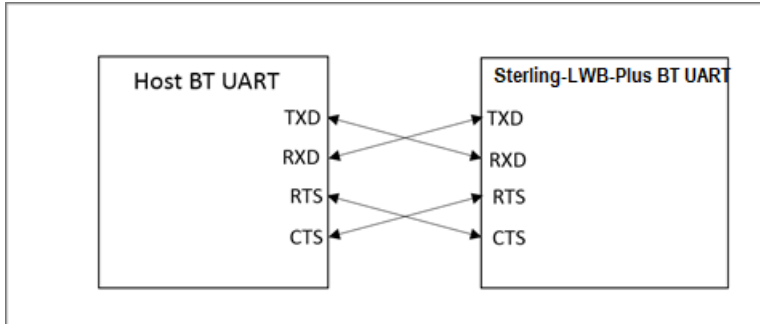 Host BT UART
TXD
RXD
RTS
CTS
Sterling-LWB-Plus BT UART
TXD
RXD
RTS
CTS